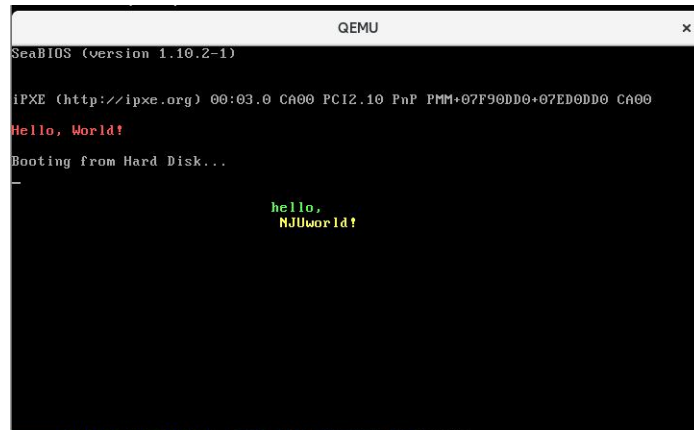 QEMU
×
SeaBIOS (version 1.10.2-1)
iPXE (http://ipxe.org) 00:03.0 CA00 PCI2.10 PnP PMM+07F90DD0+07ED0DD0 CA00
Hello, World!
Booting from Hard Disk...
hello,
NJUworld!